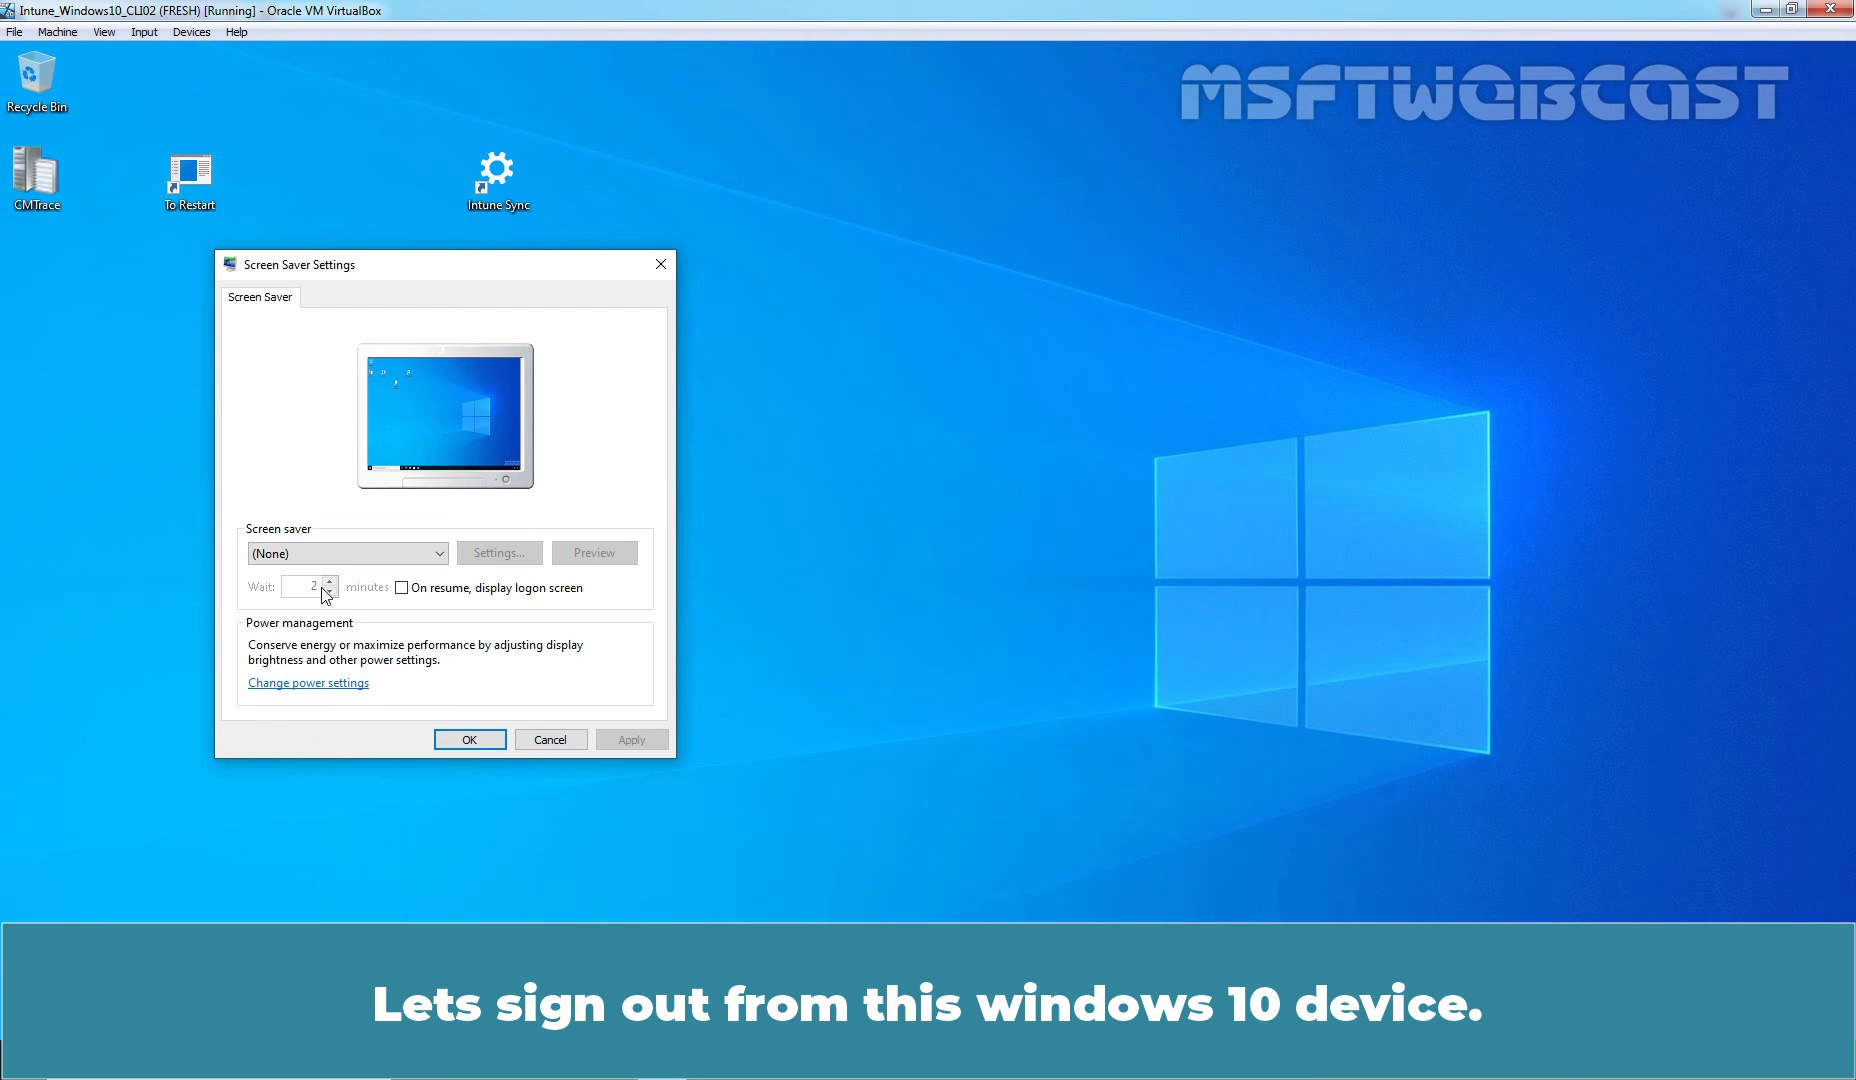 Intune_Windows10_CLI02 (FRESH) [Running] - Oracle VM VirtualBox
File Machine View Input Devices Help
MSFTWEBCAST
Recycle Bin
CMTrace
To Restart
Intune Sync
Screen Saver Settings
Screen Saver
Screen saver
(None)
Settings...
Preview
Wait: 2 minutes
On resume, display logon screen
Power management
Conserve energy or maximize performance by adjusting display
brightness and other power settings.
Change power settings
OK
Cancel
Apply
Lets sign out from this windows 10 device.